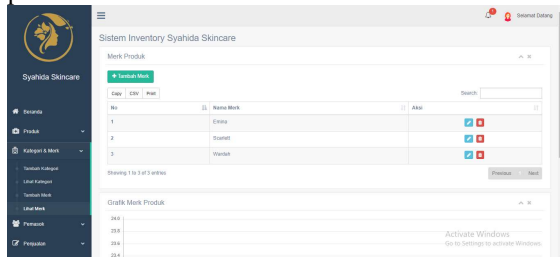 1
Selamat Datang
Syahida Skincare
Beranda
Produk
Kategori & Merk
Tambah Kategori
Lihat Kategori
Tambah Merk
Lihat Merk
Pemasok
Penjualan
Sistem Inventory Syahida Skincare
Merk Produk
+ Tambah Merk
Copy CSV Print
Search:
No Nama Merk Aksi
1 Emina
2 Scarlett
3 Wardah
Showing 1 to 3 of 3 entries
Previous Next
Grafik Merk Produk
24.0
23.8
23.6
23.4
Activate Windows
Go to Settings to activate Windows.